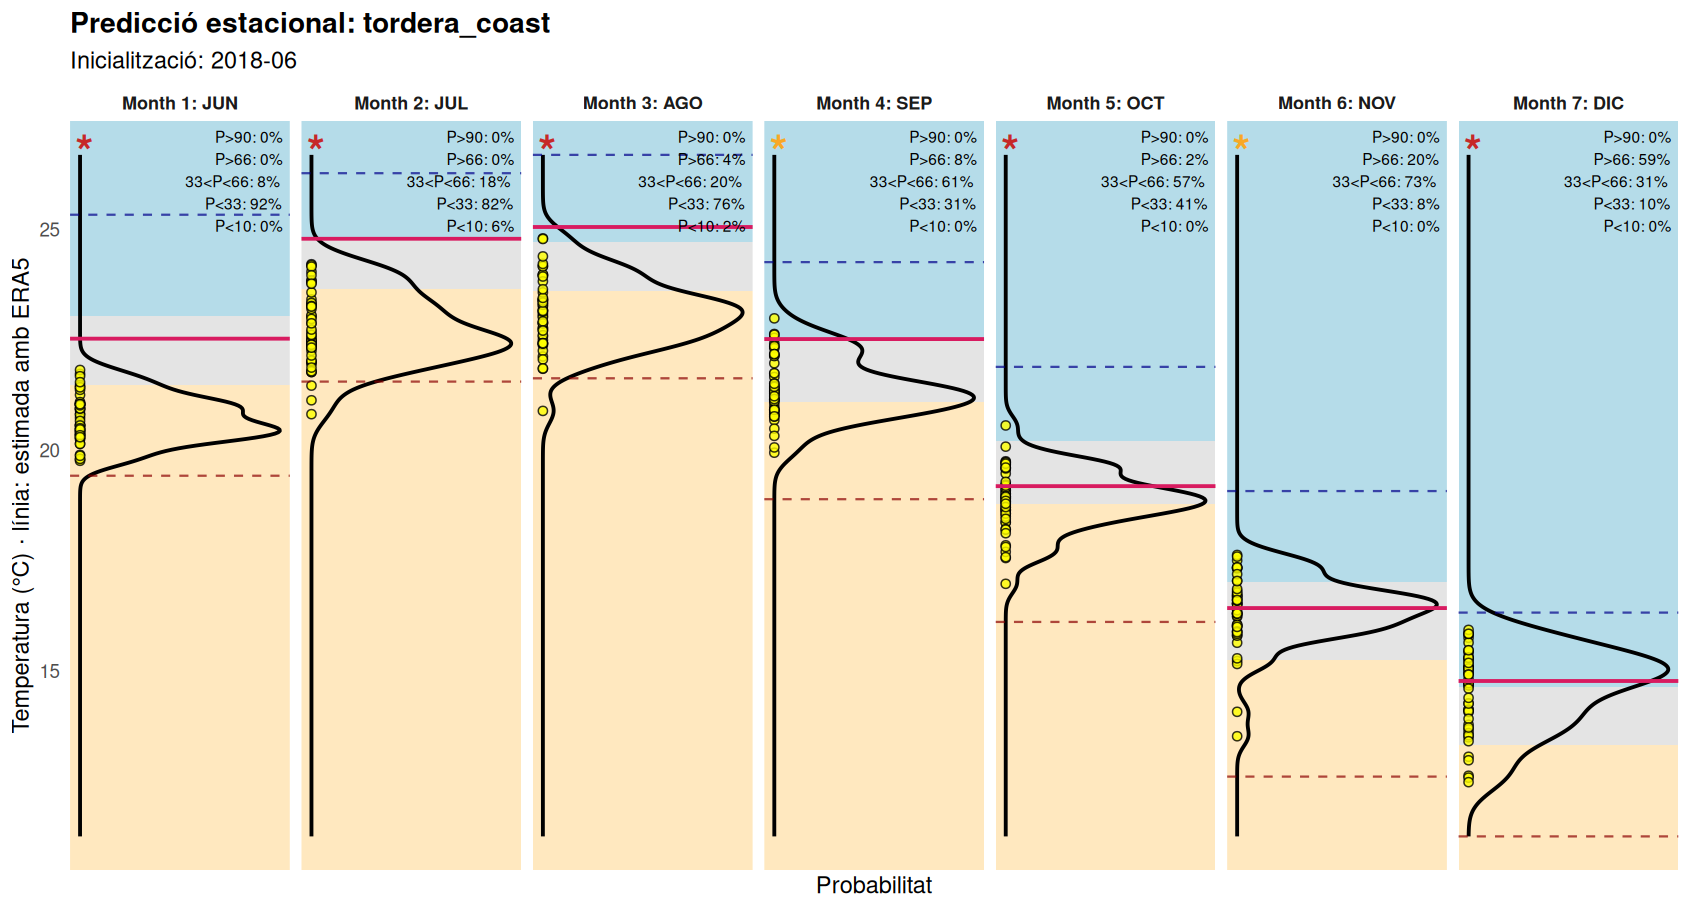 Predicció estacional: tordera_coast
Inicialització: 2018-06
Month 1: JUN
Month 2: JUL
Month 3: AGO
Month 4: SEP
Month 5: OCT
Month 6: NOV
Month 7: DIC
*
P>90: 0%
P>66: 0%
33<P<66: 8%
P<33: 92%
P<10: 0%
*
P>90: 0%
P>66: 0%
33<P<66: 18%
P<33: 82%
P<10: 6%
*
P>90: 0%
P>66: 4%
33<P<66: 20%
P<33: 76%
P<10: 2%
*
P>90: 0%
P>66: 8%
33<P<66: 61%
P<33: 31%
P<10: 0%
*
P>90: 0%
P>66: 2%
33<P<66: 57%
P<33: 41%
P<10: 0%
*
P>90: 0%
P>66: 20%
33<P<66: 73%
P<33: 8%
P<10: 0%
*
P>90: 0%
P>66: 59%
33<P<66: 31%
P<33: 10%
P<10: 0%
25
20
15
Temperatura (°C) · línia: estimada amb ERA5
Probabilitat